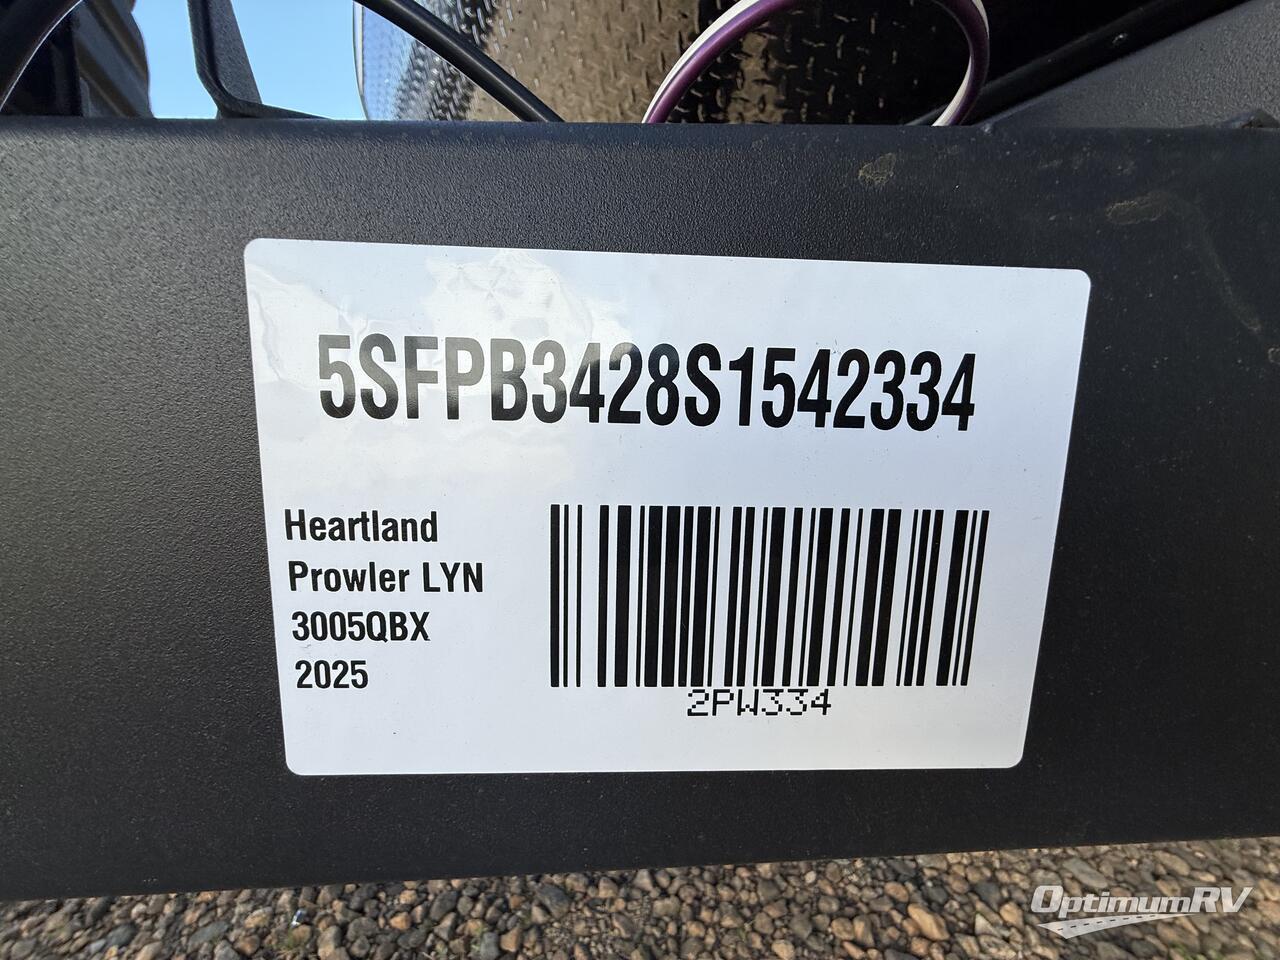 5SFPB3428S1542334
Heartland
Prowler LYN
3005QBX
2025
2PW334
OptimumRV